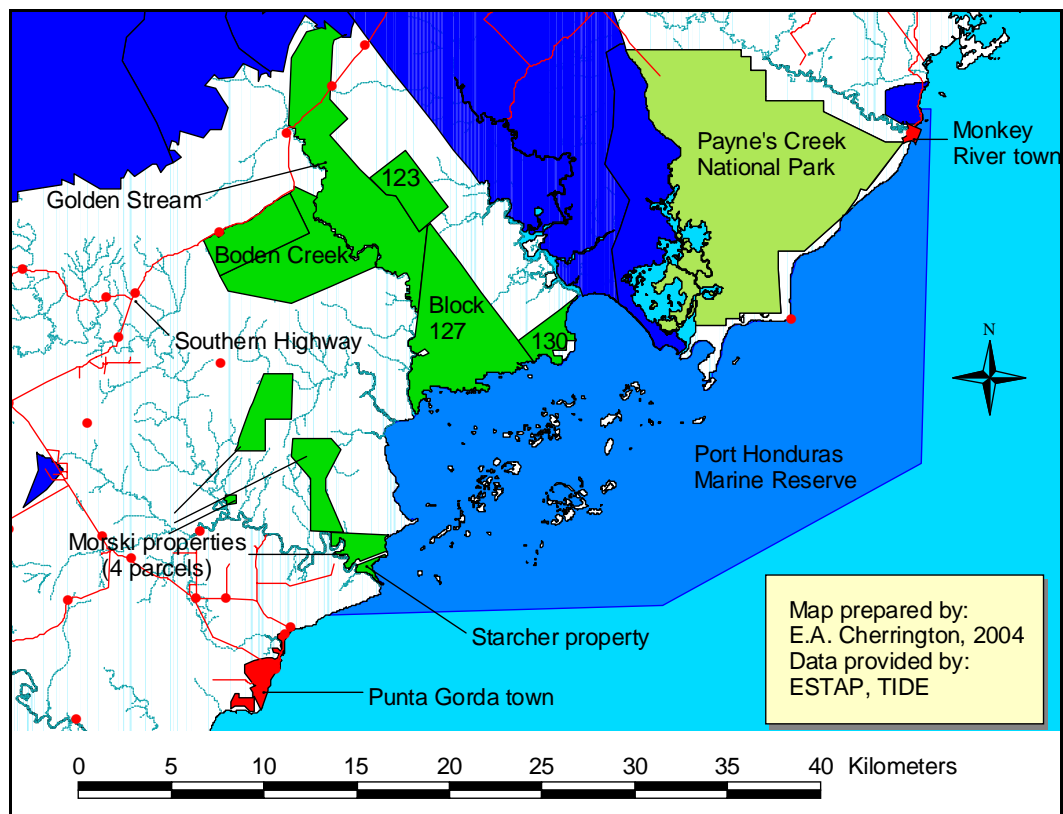 Payne's Creek
National Park
Monkey
River town
123
Golden Stream
Boden Creek
Block
127
130
Southern Highway
N
Port Honduras
Marine Reserve
Morski properties
(4 parcels)
Starcher property
Punta Gorda town
Map prepared by:
E.A. Cherrington, 2004
Data provided by:
ESTAP, TIDE
0 5 10 15 20 25 30 35 40 Kilometers